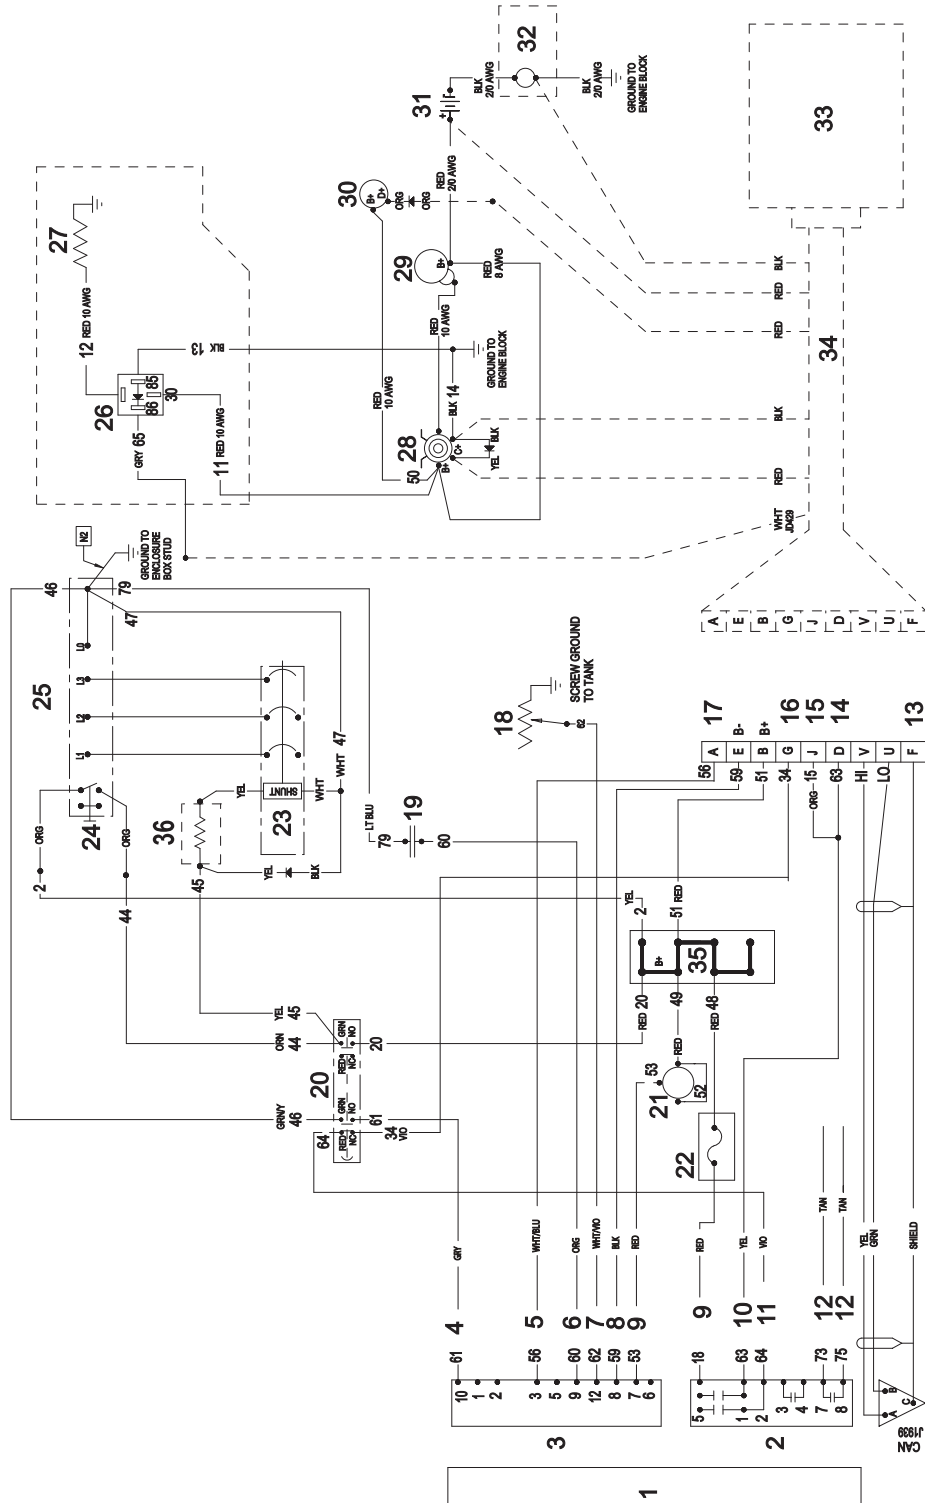 32
BLK
2/0 AWG
BLK
2/0 AWG
GROUND TO
ENGINE BLOCK
31
+
-
33
27
12 RED 10 AWG
BLK 13
26
86
85
30
GRY 65
11 RED 10 AWG
30
B+
D+
ORG
ORG
RED
2/0 AWG
29
B+
RED
8 AWG
RED
10 AWG
RED
10 AWG
GROUND TO
ENGINE BLOCK
BLK 14
28
50
B+
C+
YEL
BLK
BLK
RED
RED
34
BLK
RED
WHT
JD429
N2
GROUND TO
ENCLOSURE
BOX STUD
46
79
47
25
L0
L3
L2
L1
24
ORG
ORG
2
44
36
YEL
SHUNT
23
WHT
WHT 47
45
YEL
BLK
LT BLU
79
19
60
18
SCREW GROUND
TO TANK
62
A
E
B
G
J
D
V
U
F
17
B-
B+
16
15
14
13
A
E
B
G
J
D
V
U
F
56
59
51
34
15
63
HI
LO
ORG
YEL
2
51 RED
B+
35
RED 20
49
RED 48
RED
53
21
52
22
YEL
45
ORN
44
GRN
NO
RED
NC
20
20
GRN/Y
46
GRN
NO
RED
NC
64
61
34
VIO
GRY
WHT/BLU
ORG
WHT/VIO
BLK
RED
RED
YEL
VIO
TAN
TAN
YEL
GRN
SHIELD
4
5
6
7
8
9
9
10
11
12
12
61
56
60
62
59
53
18
63
64
73
75
10
1
2
3
5
9
12
8
7
6
3
5
1
2
3
4
7
8
2
A
B
C
CAN
J1939
1